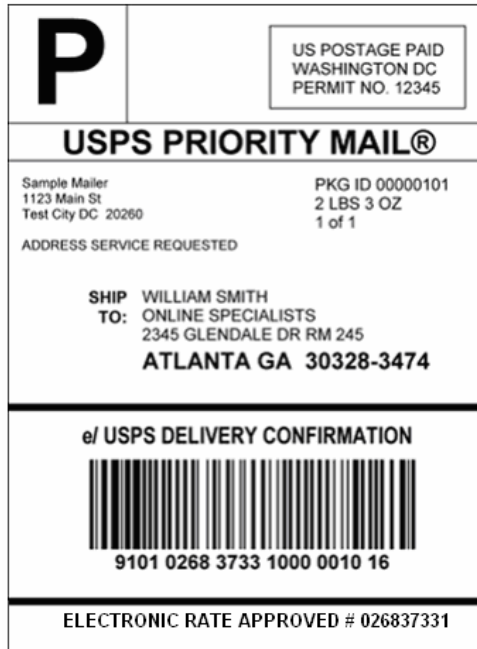 P
US POSTAGE PAID
WASHINGTON DC
PERMIT NO. 12345
USPS PRIORITY MAIL®
Sample Mailer
1123 Main St
Test City DC 20260
PKG ID 00000101
2 LBS 3 OZ
1 of 1
ADDRESS SERVICE REQUESTED
SHIP TO: WILLIAM SMITH
ONLINE SPECIALISTS
2345 GLENDALE DR RM 245
ATLANTA GA 30328-3474
e/ USPS DELIVERY CONFIRMATION
9101 0268 3733 1000 0010 16
ELECTRONIC RATE APPROVED # 026837331